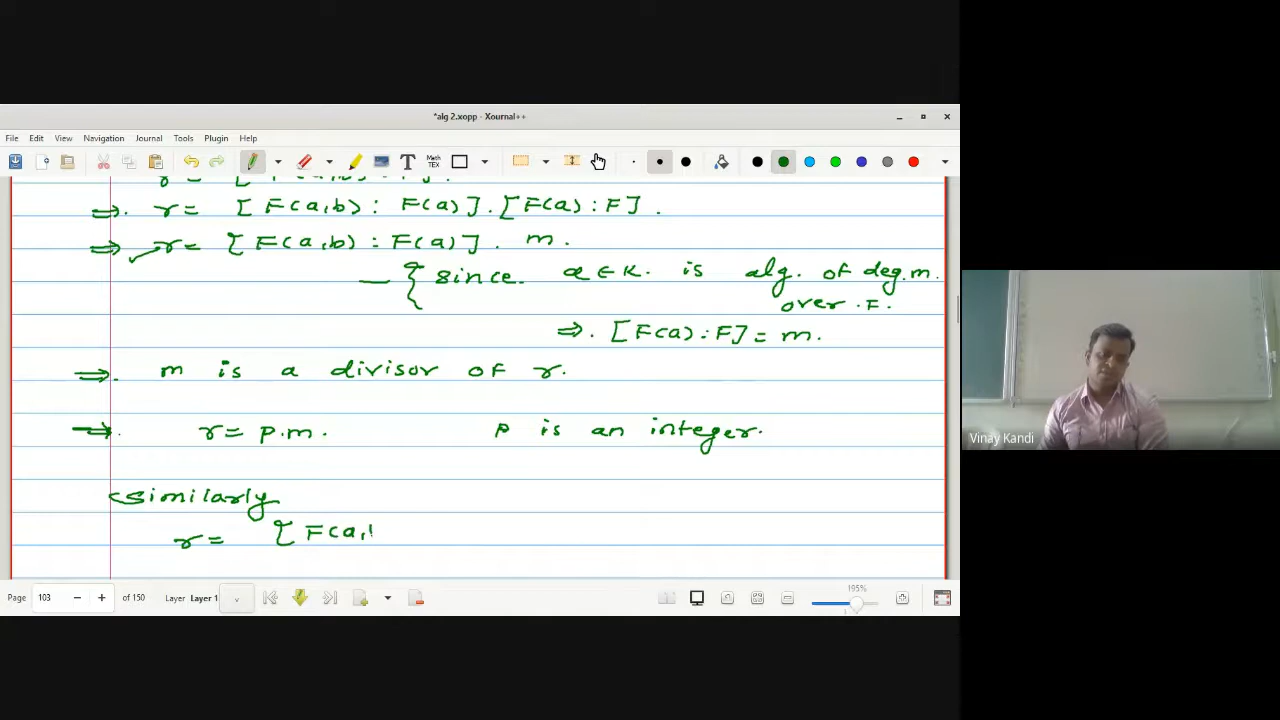 *alg 2.xopp - Xournal++
File Edit View Navigation Journal Tools Plugin Help
r = [F(a,b) : F].
⇒. r = [F(a,b) : F(a)].[F(a) : F].
⇒ r = [F(a,b) : F(a)]. m.
— { since. a ∈ K. is alg. of deg.m.
over .F.
⇒. [F(a) : F] = m.
⇒. m is a divisor of r.
⇒. r = p.m. p is an integer.
similarly
r = [F(a,
Vinay Kandi
Page 103 - + of 150 Layer Layer 1 195%